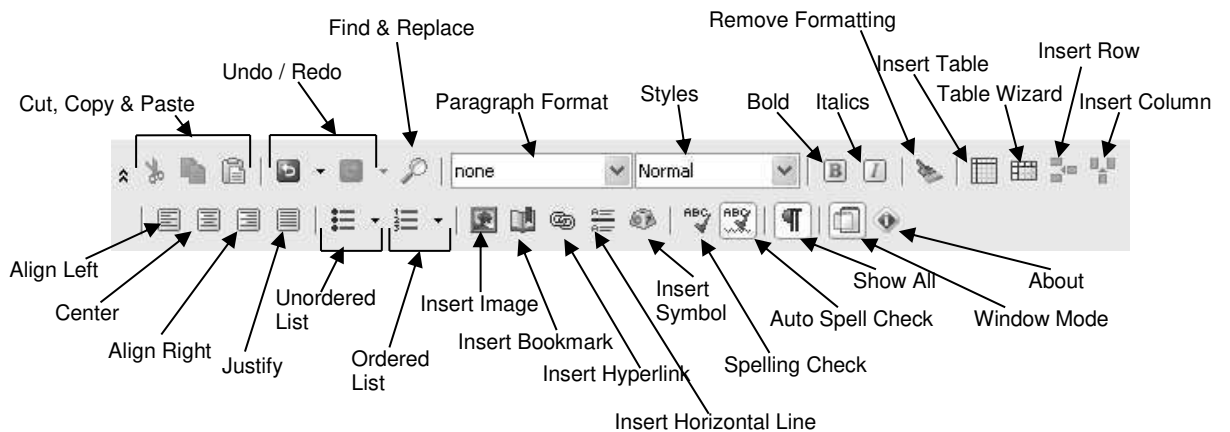 Remove Formatting
Find & Replace
Insert Row
Insert Table
Undo / Redo
Table Wizard
Cut, Copy & Paste
Paragraph Format
Styles
Bold
Italics
Insert Column
none
Normal
B
I
ABC
ABC
Align Left
Center
Align Right
Justify
Unordered
List
Ordered
List
Insert Image
Insert Bookmark
Insert Hyperlink
Insert Horizontal Line
Insert
Symbol
Spelling Check
Auto Spell Check
Show All
Window Mode
About